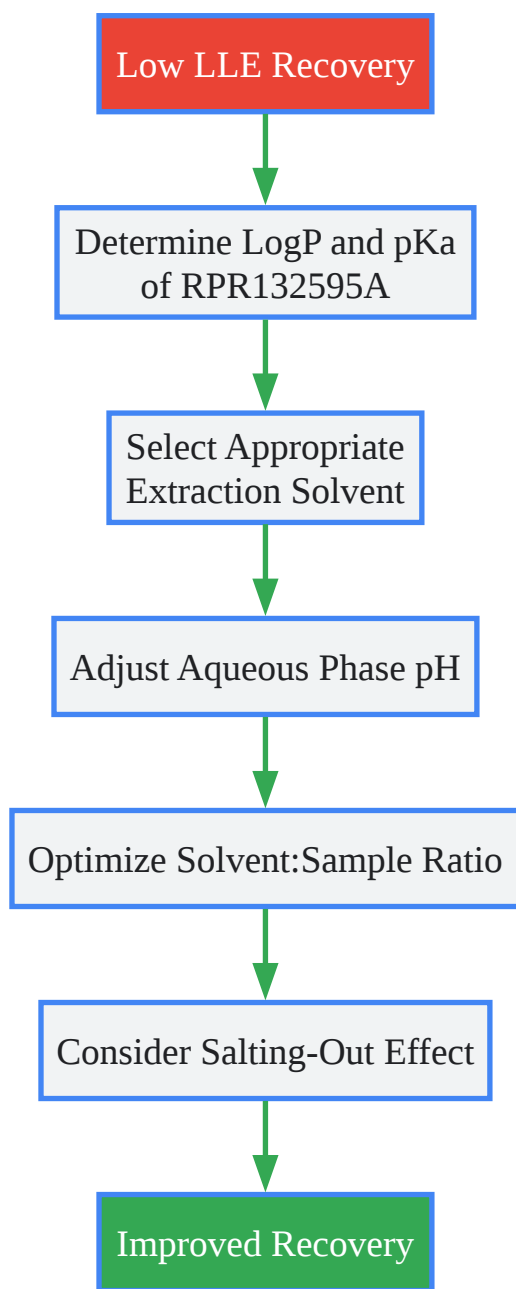 Low LLE Recovery
Determine LogP and pKa
of RPR132595A
Select Appropriate
Extraction Solvent
Adjust Aqueous Phase pH
Optimize Solvent:Sample Ratio
Consider Salting-Out Effect
Improved Recovery